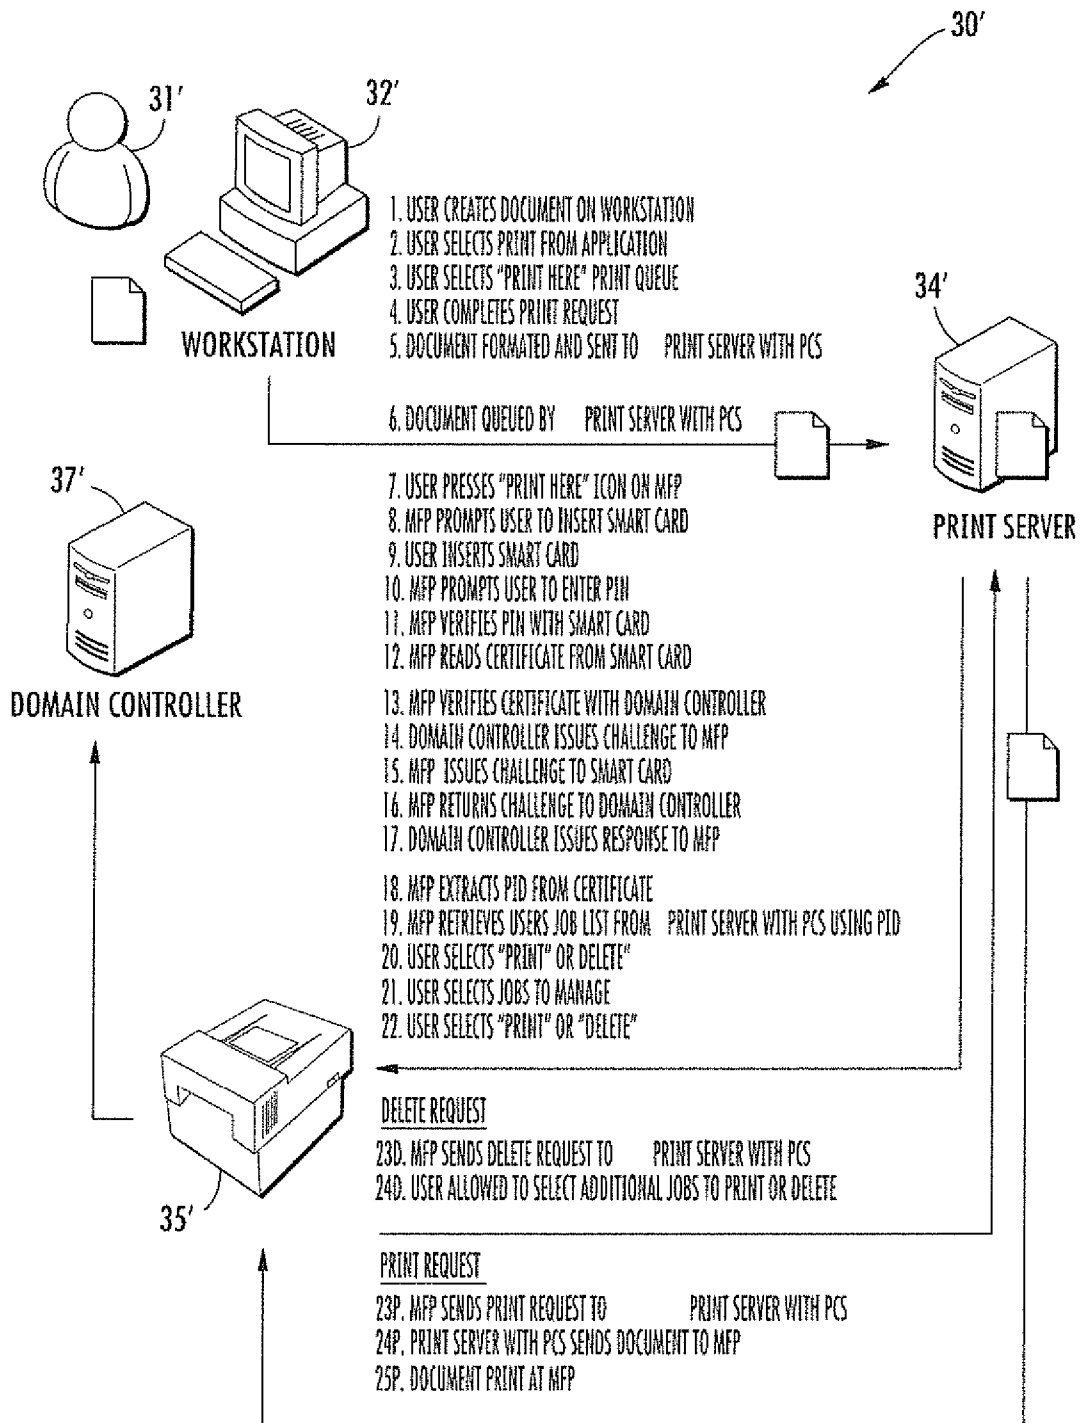 30'
31'
32'
1. USER CREATES DOCUMENT ON WORKSTATION
2. USER SELECTS PRINT FROM APPLICATION
3. USER SELECTS "PRINT HERE" PRINT QUEUE
4. USER COMPLETES PRINT REQUEST
5. DOCUMENT FORMATED AND SENT TO PRINT SERVER WITH PCS
WORKSTATION
34'
6. DOCUMENT QUEUED BY PRINT SERVER WITH PCS
PRINT SERVER
37'
DOMAIN CONTROLLER
7. USER PRESSES "PRINT HERE" ICON ON MFP
8. MFP PROMPTS USER TO INSERT SMART CARD
9. USER INSERTS SMART CARD
10. MFP PROMPTS USER TO ENTER PIN
11. MFP VERIFIES PIN WITH SMART CARD
12. MFP READS CERTIFICATE FROM SMART CARD
13. MFP VERIFIES CERTIFICATE WITH DOMAIN CONTROLLER
14. DOMAIN CONTROLLER ISSUES CHALLENGE TO MFP
15. MFP ISSUES CHALLENGE TO SMART CARD
16. MFP RETURNS CHALLENGE TO DOMAIN CONTROLLER
17. DOMAIN CONTROLLER ISSUES RESPONSE TO MFP
18. MFP EXTRACTS PID FROM CERTIFICATE
19. MFP RETRIEVES USERS JOB LIST FROM PRINT SERVER WITH PCS USING PID
20. USER SELECTS "PRINT" OR DELETE"
21. USER SELECTS JOBS TO MANAGE
22. USER SELECTS "PRINT" OR "DELETE"
35'
DELETE REQUEST
23D. MFP SENDS DELETE REQUEST TO PRINT SERVER WITH PCS
24D. USER ALLOWED TO SELECT ADDITIONAL JOBS TO PRINT OR DELETE
PRINT REQUEST
23P. MFP SENDS PRINT REQUEST TO PRINT SERVER WITH PCS
24P. PRINT SERVER WITH PCS SENDS DOCUMENT TO MFP
25P. DOCUMENT PRINT AT MFP